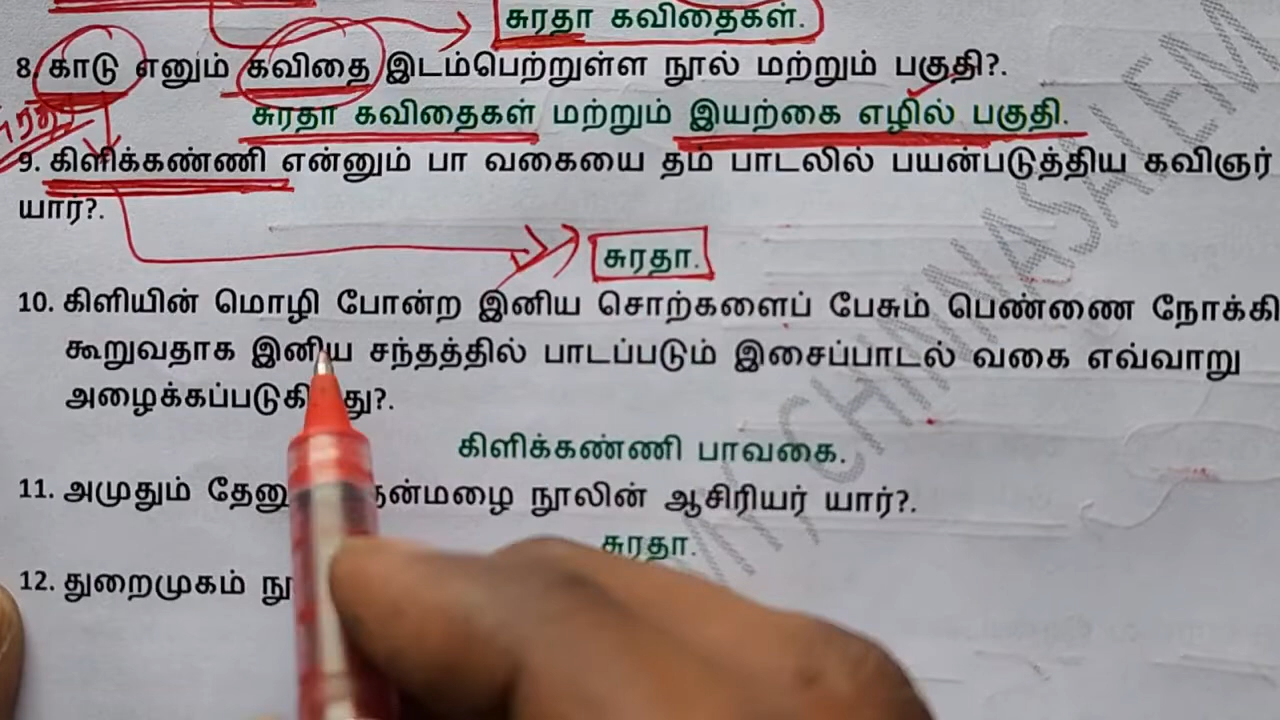 சுரதா கவிதைகள்.
8. காடு எனும் கவிதை இடம்பெற்றுள்ள நூல் மற்றும் பகுதி?.
சுரதா கவிதைகள் மற்றும் இயற்கை எழில் பகுதி.
9. கிளிக்கண்ணி என்னும் பா வகையை தம் பாடலில் பயன்படுத்திய கவிஞர்
யார்?.
சுரதா.
10. கிளியின் மொழி போன்ற இனிய சொற்களைப் பேசும் பெண்ணை நோக்கி
கூறுவதாக இனிய சந்தத்தில் பாடப்படும் இசைப்பாடல் வகை எவ்வாறு
அழைக்கப்படுகி து?.
கிளிக்கண்ணி பாவகை.
11. அமுதும் தேனு நூலின் ஆசிரியர் யார்?.
சுரதா.
12. துறைமுகம் நூ
CHINNASALEM